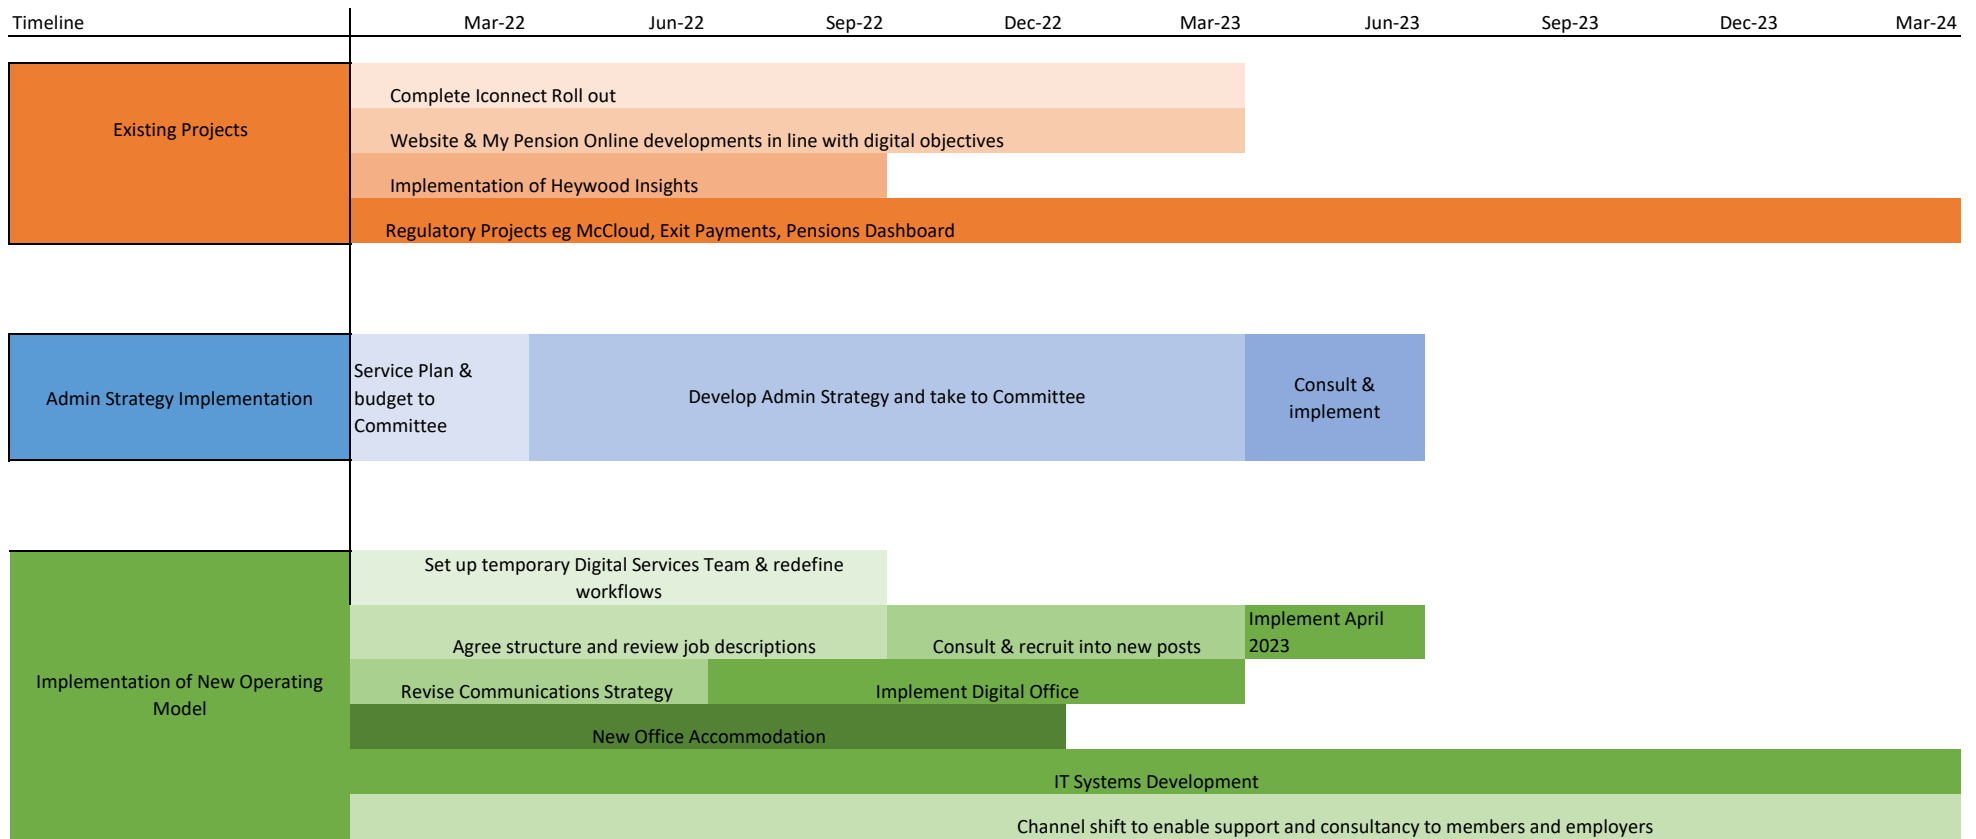 Timeline Mar-22 Jun-22 Sep-22 Dec-22 Mar-23 Jun-23 Sep-23 Dec-23 Mar-24
Existing Projects
Complete Iconnect Roll out
Website & My Pension Online developments in line with digital objectives
Implementation of Heywood Insights
Regulatory Projects eg McCloud, Exit Payments, Pensions Dashboard
Admin Strategy Implementation
Service Plan &
budget to
Committee
Develop Admin Strategy and take to Committee
Consult &
implement
Implementation of New Operating
Model
Set up temporary Digital Services Team & redefine
workflows
Agree structure and review job descriptions
Consult & recruit into new posts
Implement April
2023
Revise Communications Strategy
Implement Digital Office
New Office Accommodation
IT Systems Development
Channel shift to enable support and consultancy to members and employers